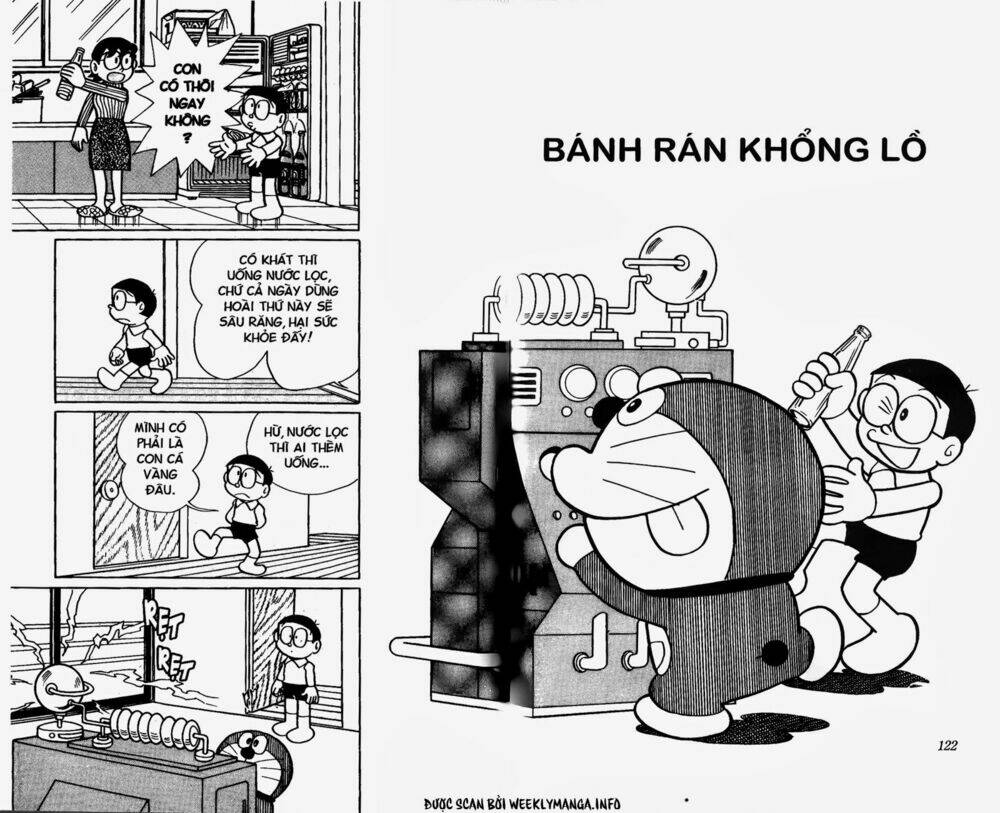 BÁNH RÁN KHỔNG LỒ
122
CON
CÓ THÔI
NGAY
KHÔNG
?
CÓ KHÁT THÌ
UỐNG NƯỚC LỌC,
CHỨ CẢ NGÀY DÙNG
HOÀI THỨ NÀY SẼ
SÂU RĂNG, HẠI SỨC
KHỎE ĐẤY!
HỪ, NƯỚC LỌC
THÌ AI THÈM
UỐNG...
MÌNH CÓ
PHẢI LÀ
CON CÁ
VÀNG
ĐÂU.
RẸT
RẸT
ĐƯỢC SCAN BỞI WEEKLYMANGA.INFO